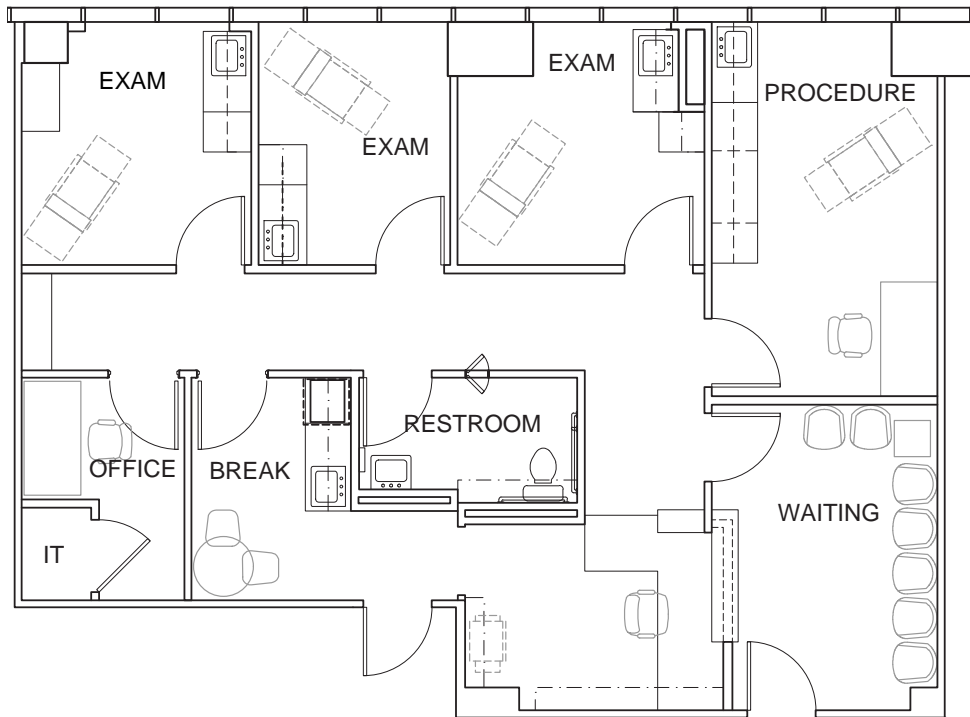 EXAM
EXAM
EXAM
PROCEDURE
RESTROOM
OFFICE
BREAK
WAITING
IT